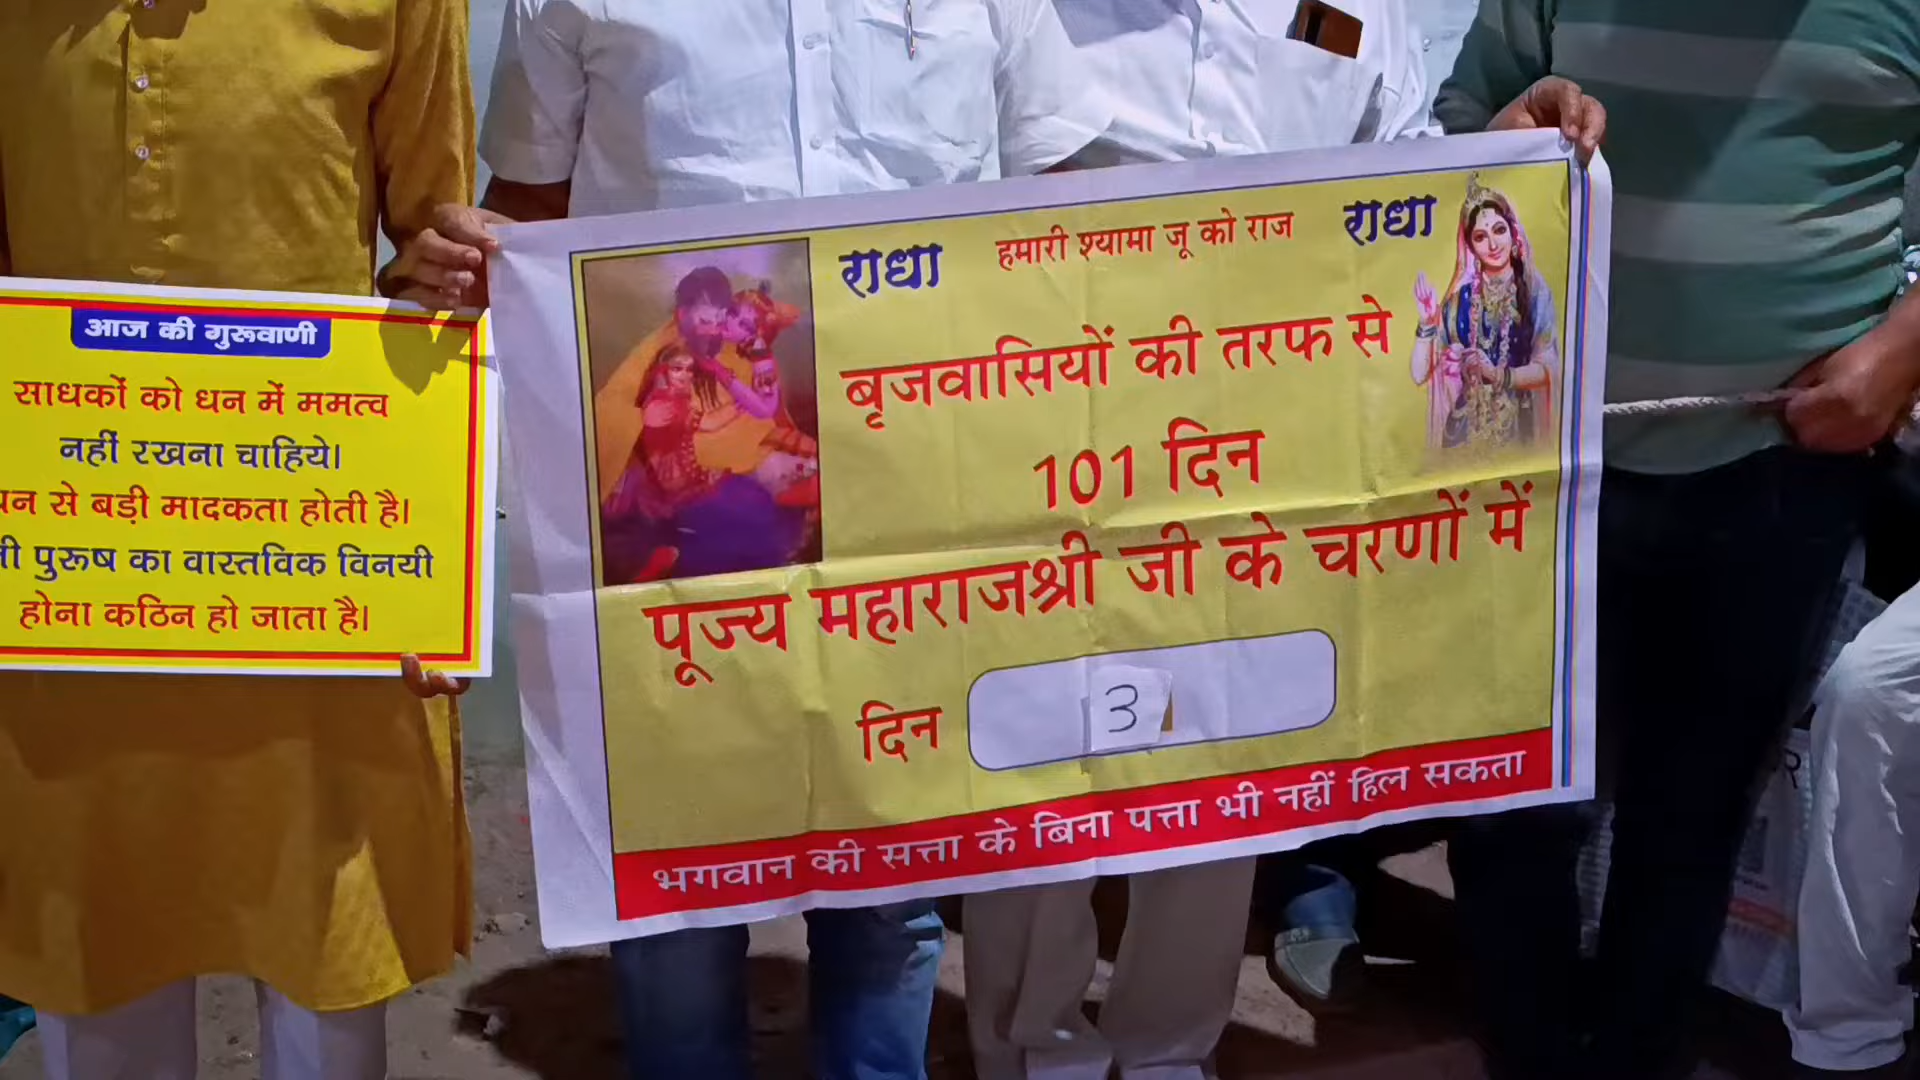 आज की गुरूवाणी
साधकों को धन में ममत्व
नहीं रखना चाहिये।
से बड़ी मादकता होती है।
पुरूष का वास्तविक विनयी
होना कठिन हो जाता है।
राधा हमारी श्यामा जू को राज राधा
बृजवासियों की तरफ से
101 दिन
पूज्य महाराजश्री जी के चरणों में
दिन 3
भगवान की सत्ता के बिना पत्ता भी नहीं हिल सकता